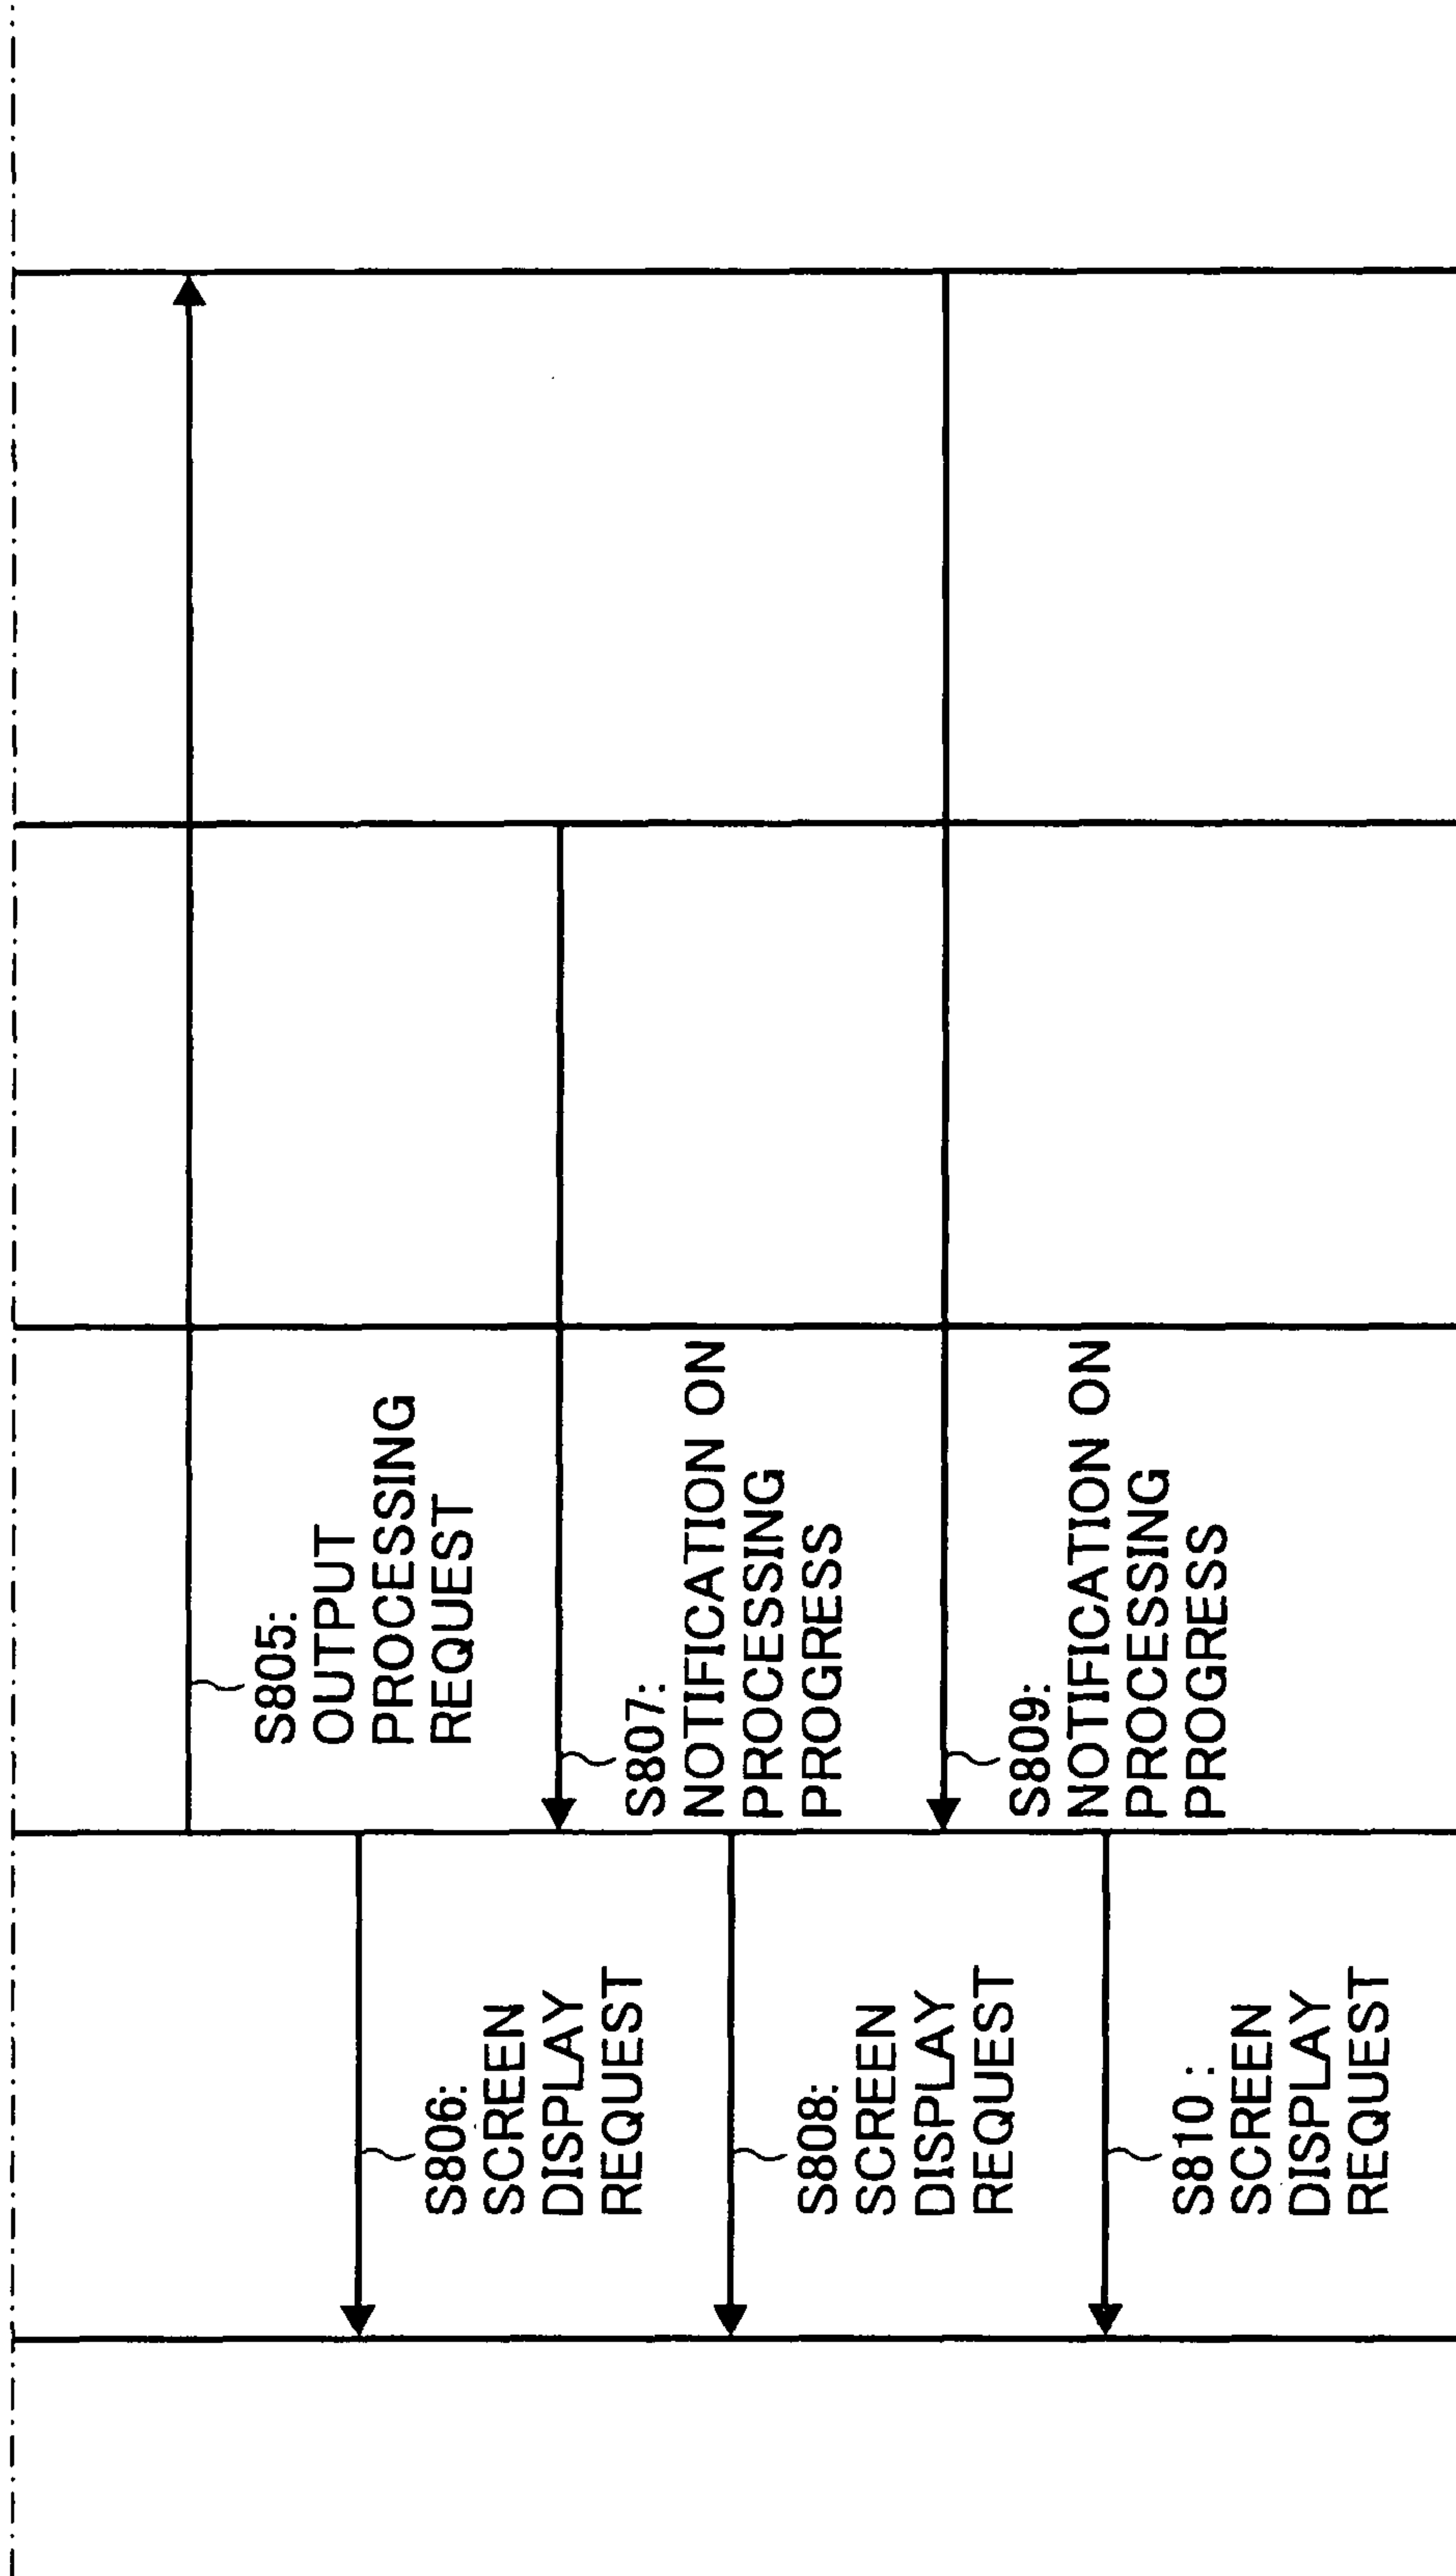 S805:
OUTPUT
PROCESSING
REQUEST
S806:
SCREEN
DISPLAY
REQUEST
S807:
NOTIFICATION ON
PROCESSING
PROGRESS
S808:
SCREEN
DISPLAY
REQUEST
S809:
NOTIFICATION ON
PROCESSING
PROGRESS
S810 :
SCREEN
DISPLAY
REQUEST